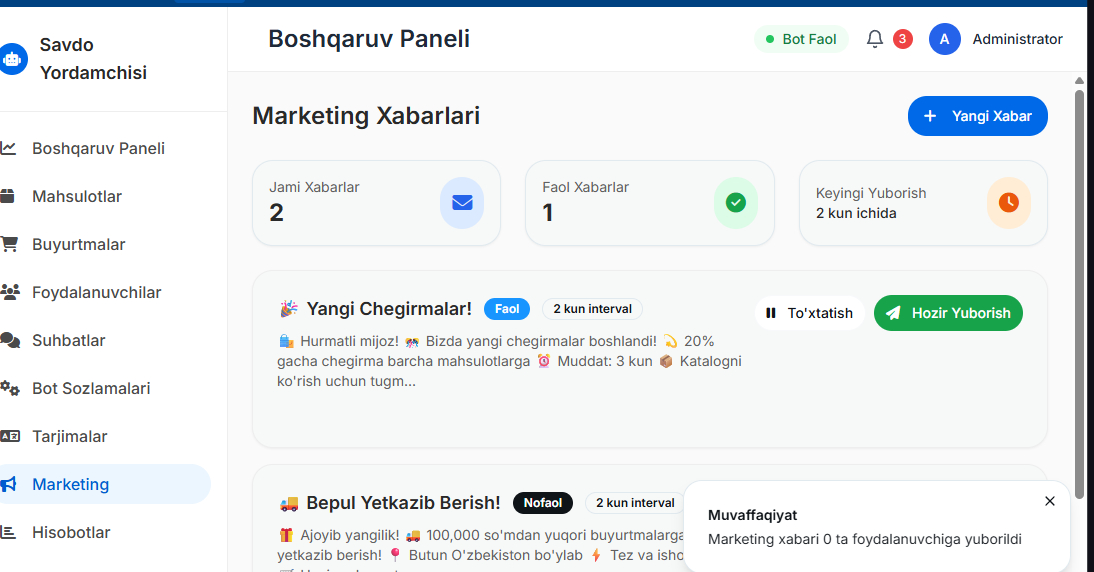 Savdo
Yordamchisi
Boshqaruv Paneli
Mahsulotlar
Buyurtmalar
Foydalanuvchilar
Suhbatlar
Bot Sozlamalari
Tarjimalar
Marketing
Hisobotlar
Boshqaruv Paneli
Bot Faol
3
A
Administrator
Marketing Xabarlari
+ Yangi Xabar
Jami Xabarlar
2
Faol Xabarlar
1
Keyingi Yuborish
2 kun ichida
🎉 Yangi Chegirmalar! Faol 2 kun interval
To'xtatish
Hozir Yuborish
🛍️ Hurmatli mijoz! 🎊 Bizda yangi chegirmalar boshlandi! 💫 20%
gacha chegirma barcha mahsulotlarga ⏰ Muddat: 3 kun 📦 Katalogni
ko'rish uchun tugm...
🚚 Bepul Yetkazib Berish! Nofaol 2 kun interval
🎁 Ajoyib yangilik! 🚚 100,000 so'mdan yuqori buyurtmalarga
yetkazib berish! 📍 Butun O'zbekiston bo'ylab ⚡ Tez va isho
Muvaffaqiyat
Marketing xabari 0 ta foydalanuvchiga yuborildi